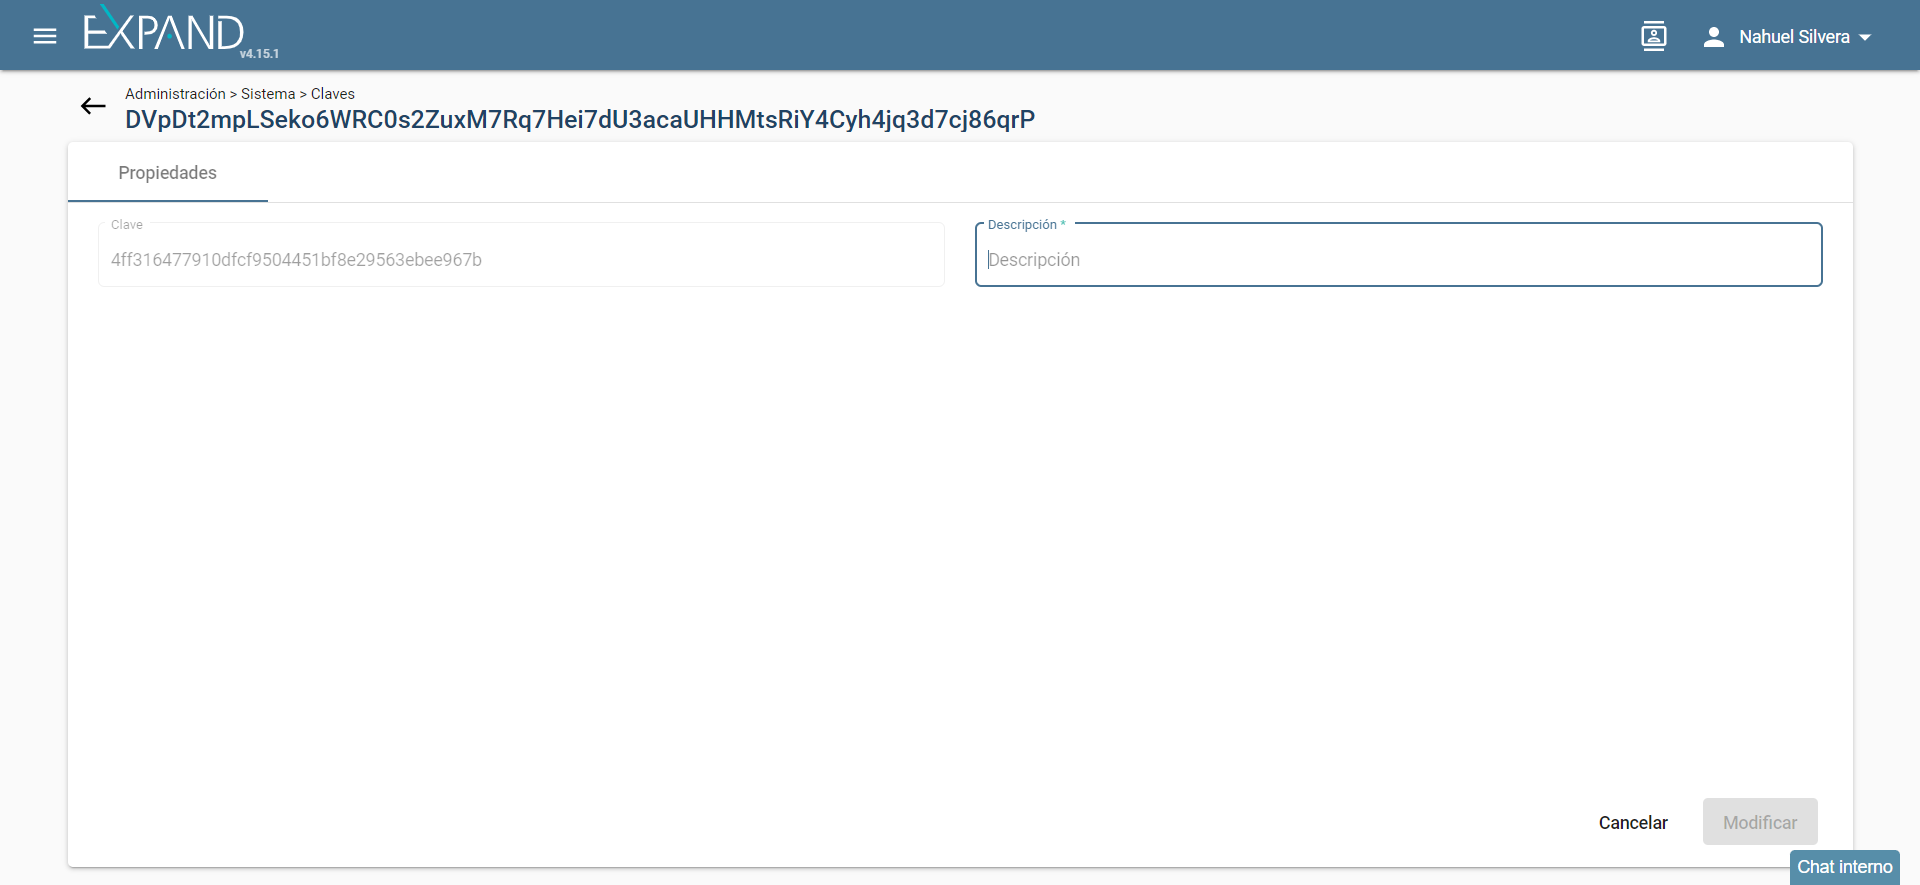 EXPAND
v4.15.1
Nahuel Silvera
Administración > Sistema > Claves
DVpDt2mpLSeko6WRC0s2ZuxM7Rq7Hei7dU3acaUHHMtsRiY4Cyh4jq3d7cj86qrP
Propiedades
Clave
4ff316477910dfcf9504451bf8e29563ebee967b
Descripción *
Descripción
Cancelar
Modificar
Chat interno